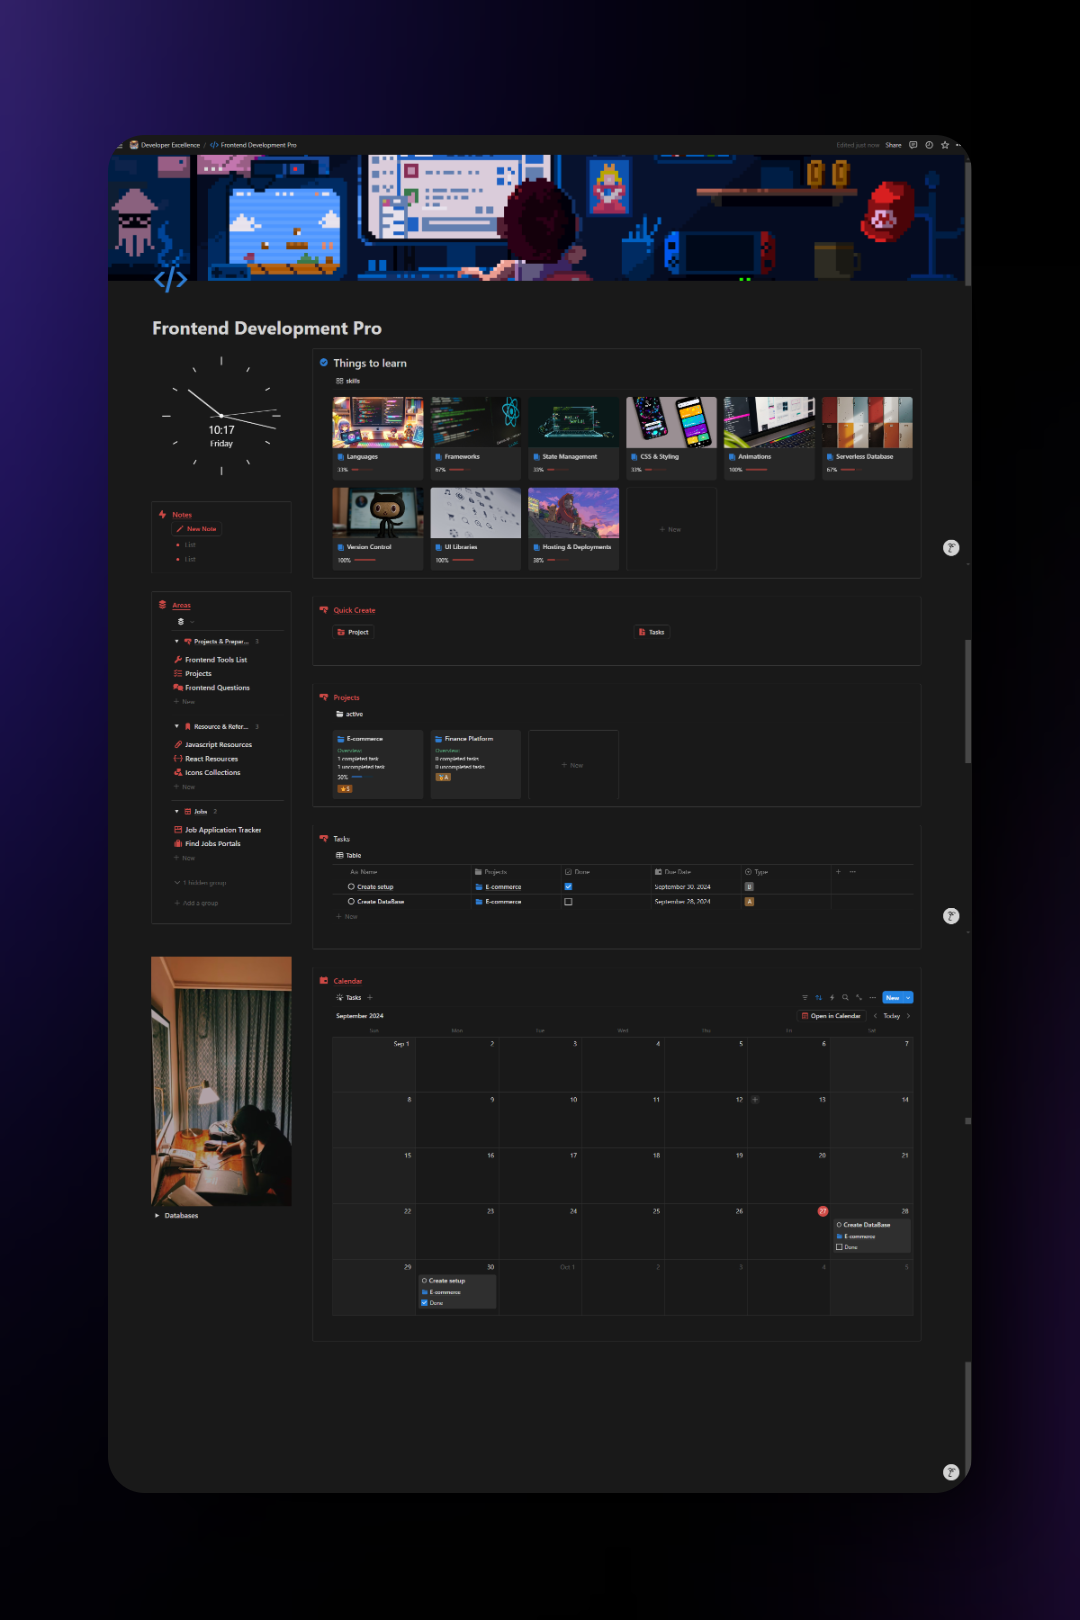 Developer Excellence / </> Frontend Development Pro
Edited just now Share
Frontend Development Pro
10:17
Friday
Notes
New Note
List
List
Areas
Projects & Prepar... 3
Frontend Tools List
Projects
Frontend Questions
+ New
Resource & Refer... 3
Javascript Resources
React Resources
Icons Collections
+ New
Jobs 2
Job Application Tracker
Find Jobs Portals
+ New
1 hidden group
+ Add a group
Databases
Things to learn
skills
Languages
33%
Frameworks
67%
State Management
33%
CSS & Styling
33%
Animations
100%
Serverless Database
67%
Version Control
100%
UI Libraries
100%
Hosting & Deployments
38%
+ New
Quick Create
Project
Tasks
Projects
active
E-commerce
Overview:
1 completed task
1 uncompleted task
50%
Finance Platform
Overview:
0 completed tasks
0 uncompleted tasks
A
+ New
Tasks
Table
Aa Name Projects Done Due Date Type + ...
Create setup E-commerce September 30, 2024
Create DataBase E-commerce September 28, 2024 A
+ New
Calendar
Tasks +
New
September 2024 Open in Calendar < Today >
Sun Mon Tue Wed Thu Fri Sat
Sep 1 2 3 4 5 6 7
8 9 10 11 12 + 13 14
15 16 17 18 19 20 21
22 23 24 25 26 27 28
Create DataBase
E-commerce
Done
29 30 Oct 1 2 3 4 5
Create setup
E-commerce
Done